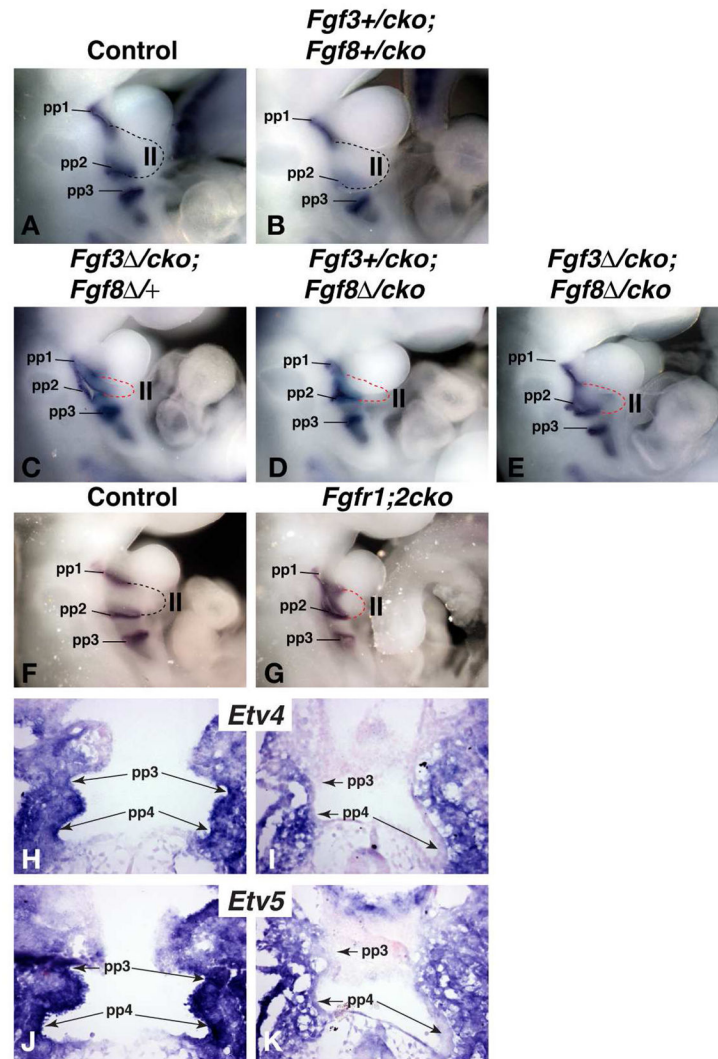 Control
Fgf3+/cko;
Fgf8+/cko
pp1
II
pp2
pp3
A
pp1
II
pp2
pp3
B
Fgf3Δ/cko;
Fgf8Δ/+
Fgf3+/cko;
Fgf8Δ/cko
Fgf3Δ/cko;
Fgf8Δ/cko
pp1
pp2
II
pp3
C
pp1
pp2
II
pp3
D
pp1
pp2
II
pp3
E
Control
Fgfr1;2cko
pp1
II
pp2
pp3
F
pp1
II
pp2
pp3
G
Etv4
pp3
pp4
H
pp3
pp4
I
Etv5
pp3
pp4
J
pp3
pp4
K